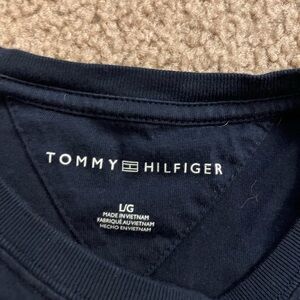 TOMMY HILFIGER
L/G
MADE IN VIETNAM
FABRIQUÉ AU VIETNAM
HECHO EN VIETNAM